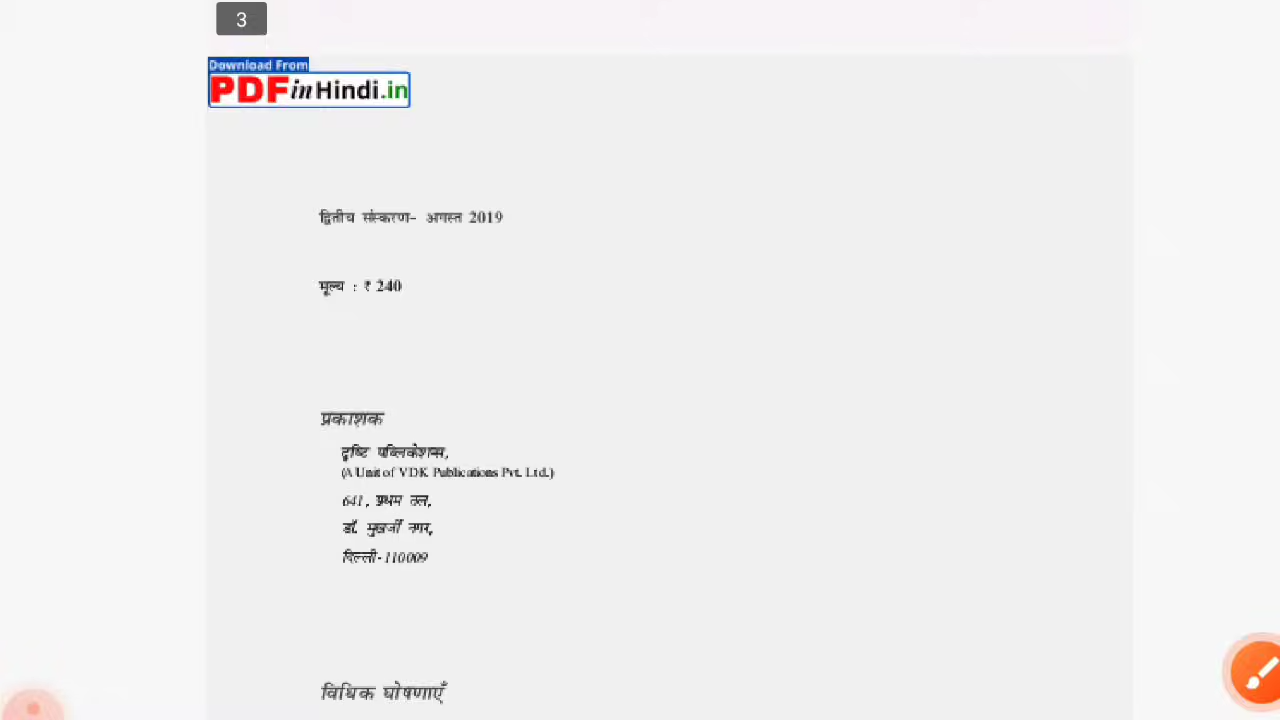 3
Download From
PDFinHindi.in
द्वितीय संस्करण- अगस्त 2019
मूल्य : ₹ 240
प्रकाशक
दृष्टि पब्लिकेशन्स,
(A Unit of VDK Publications Pvt. Ltd.)
641, प्रथम तल,
डॉ. मुखर्जी नगर,
दिल्ली-110009
विधिक घोषणाएँ